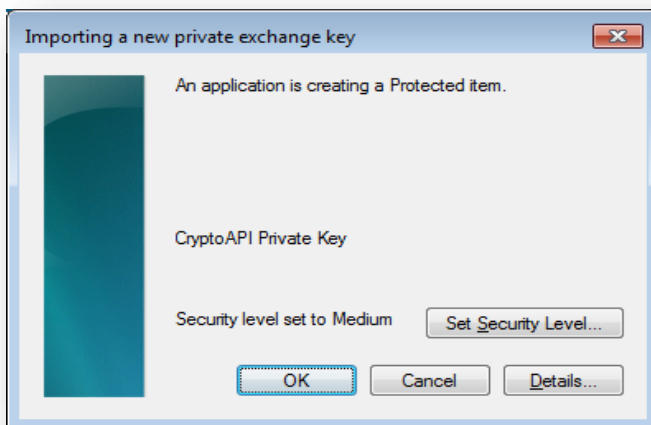 Importing a new private exchange key
An application is creating a Protected item.
CryptoAPI Private Key
Security level set to Medium
Set Security Level...
OK
Cancel
Details...